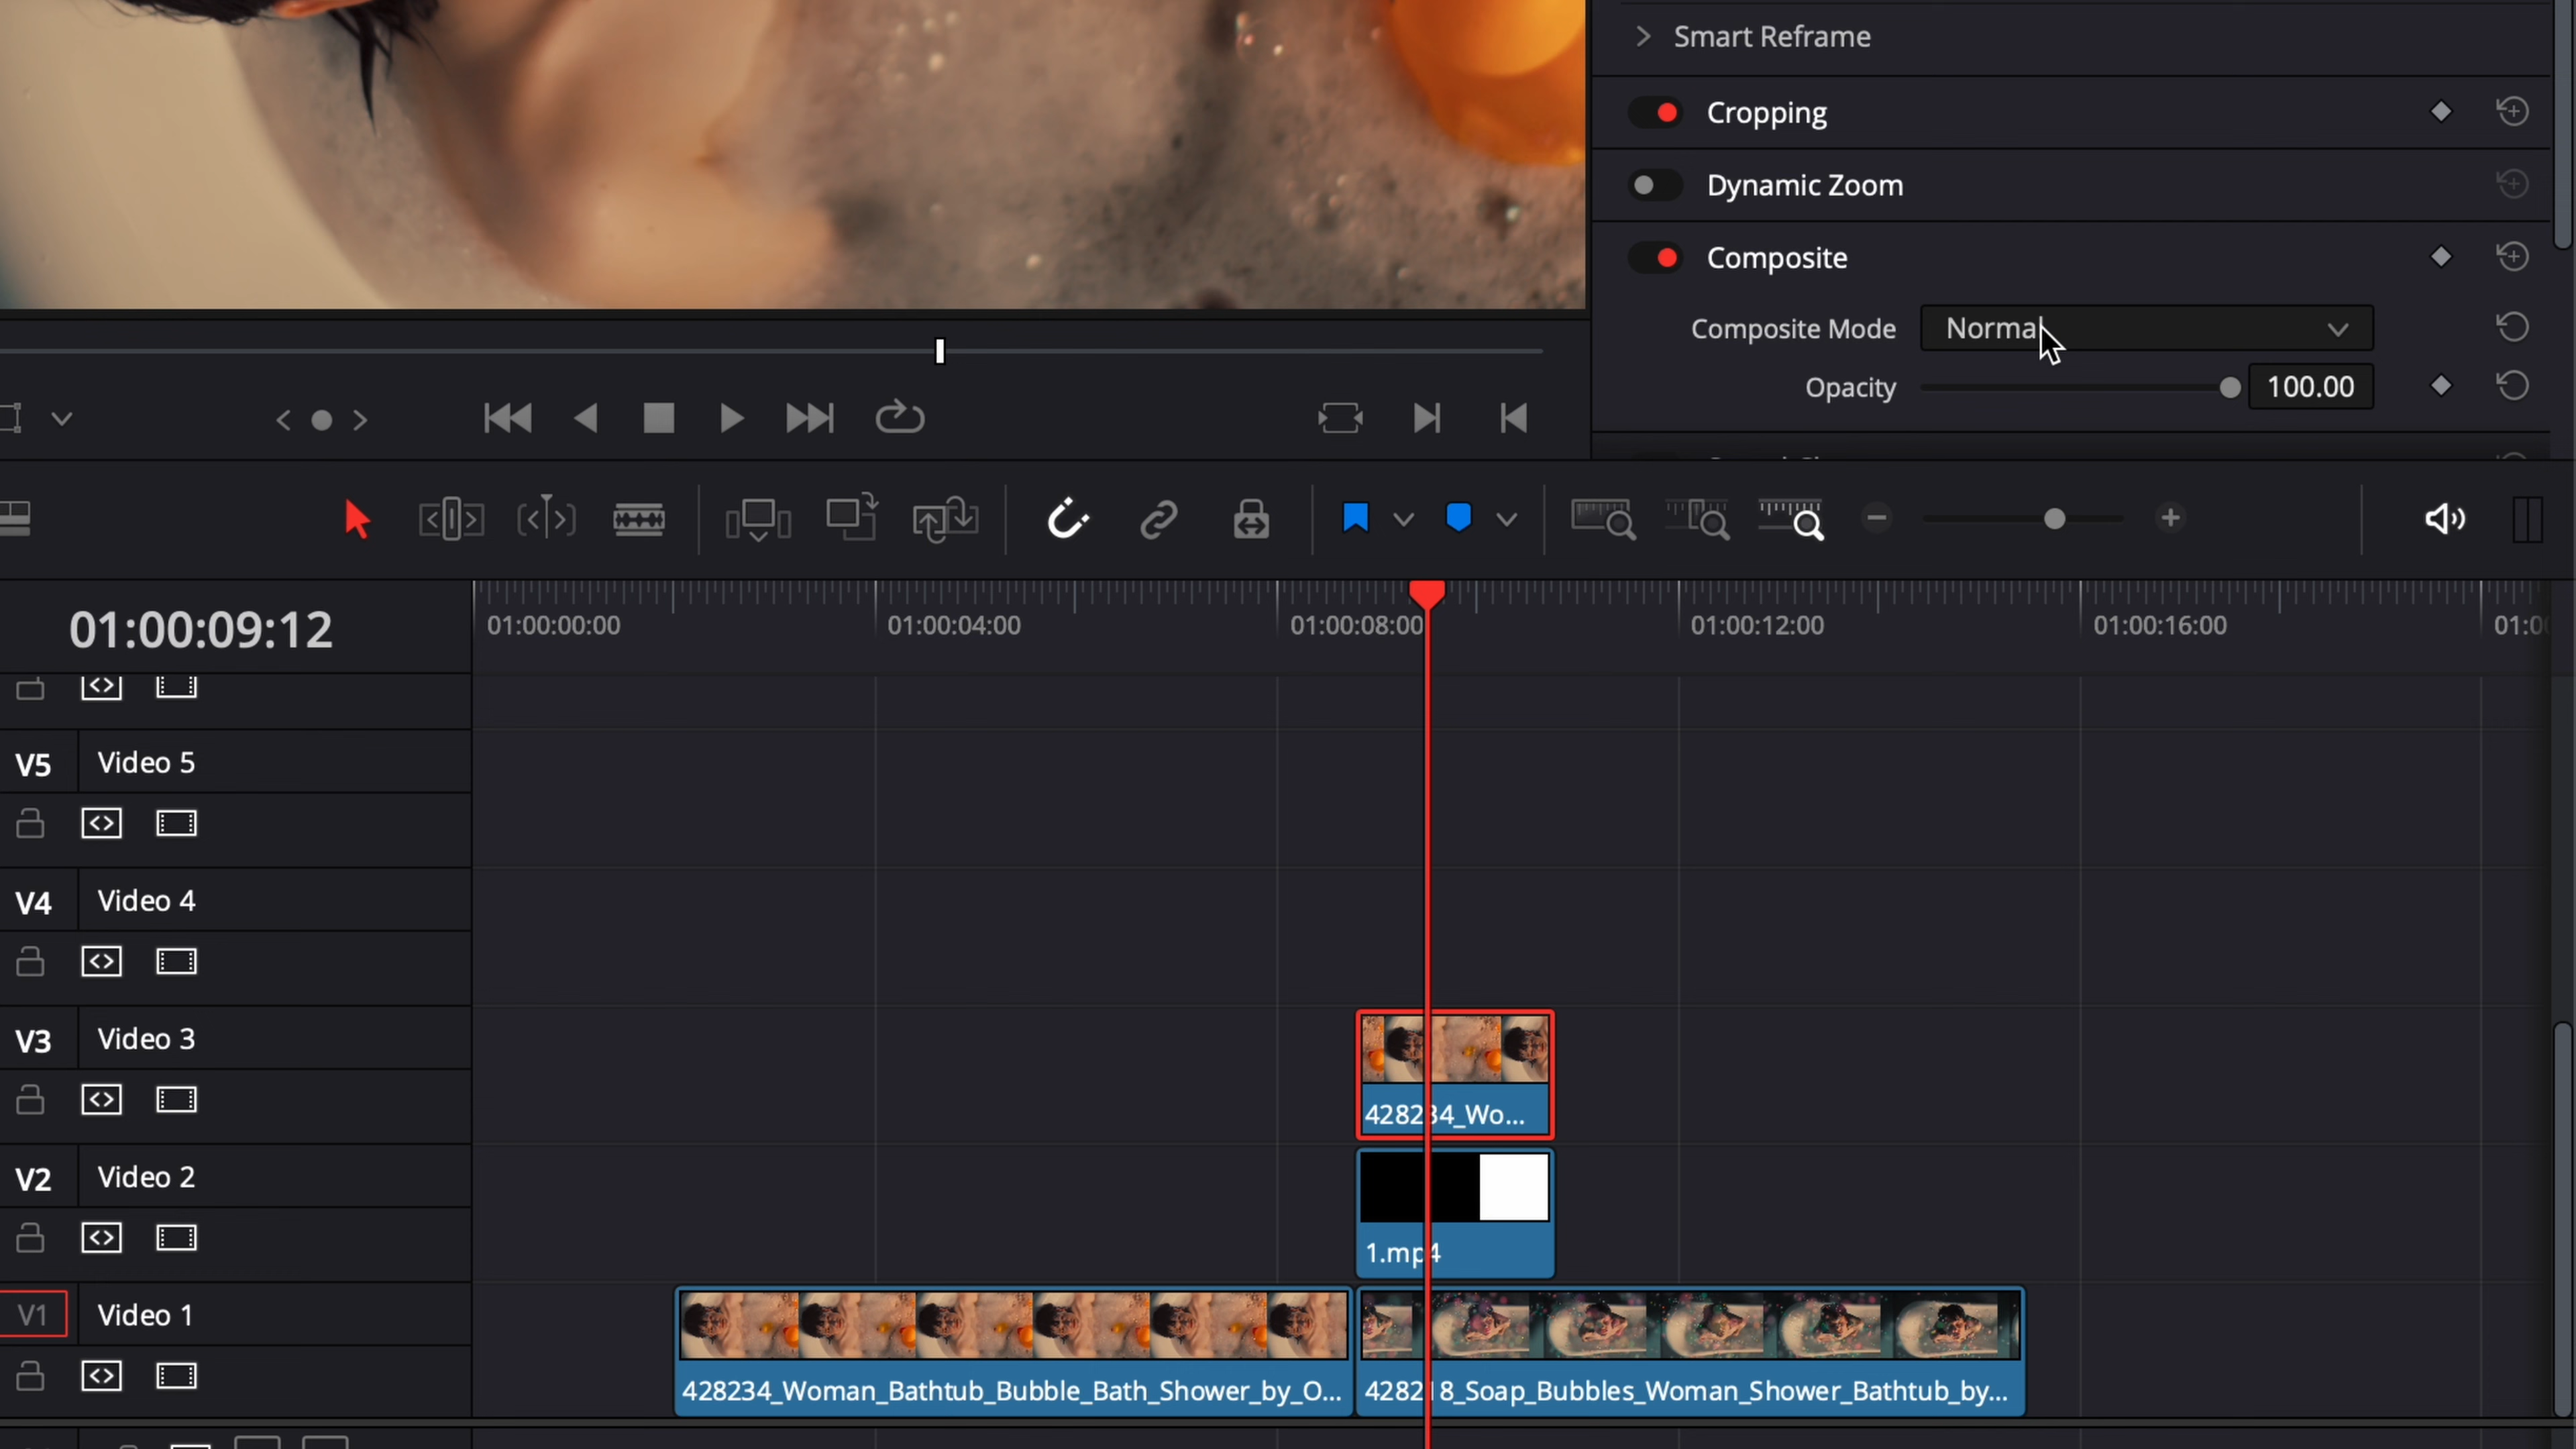 Smart Reframe
Cropping
Dynamic Zoom
Composite
Composite Mode
Normal
Opacity
100.00
01:00:09:12
01:00:00:00
01:00:04:00
01:00:08:00
01:00:12:00
01:00:16:00
V5
Video 5
V4
Video 4
V3
Video 3
428234_Wo...
V2
Video 2
1.mp4
V1
Video 1
428234_Woman_Bathtub_Bubble_Bath_Shower_by_O...
428218_Soap_Bubbles_Woman_Shower_Bathtub_by...